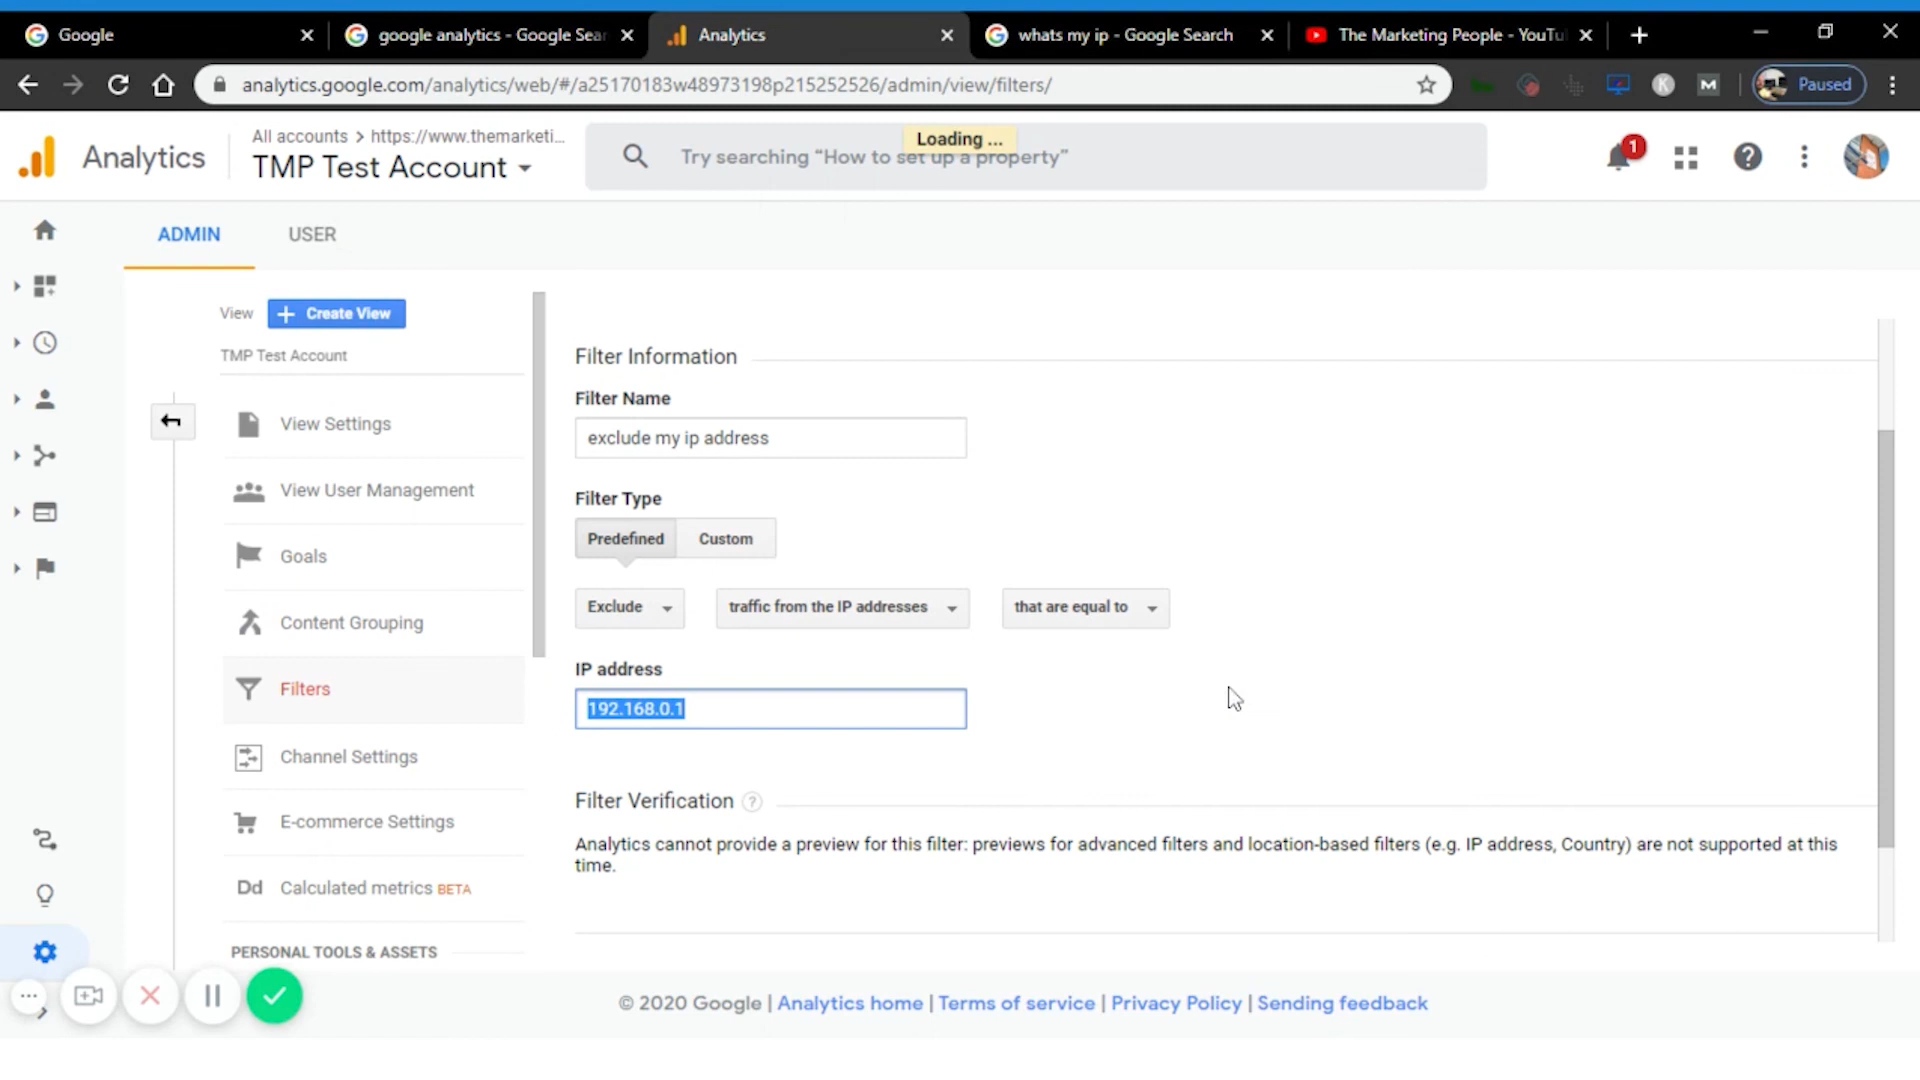 Google
google analytics - Google Sear
Analytics
whats my ip - Google Search
The Marketing People - YouTu
analytics.google.com/analytics/web/#/a25170183w48973198p215252526/admin/view/filters/
K
M
Paused
Analytics
All accounts > https://www.themarketi...
TMP Test Account
Try searching “How to set up a property”
Loading ...
1
ADMIN
USER
View
Create View
TMP Test Account
View Settings
View User Management
Goals
Content Grouping
Filters
Channel Settings
E-commerce Settings
Dd Calculated metrics BETA
PERSONAL TOOLS & ASSETS
Filter Information
Filter Name
exclude my ip address
Filter Type
Predefined
Custom
Exclude
traffic from the IP addresses
that are equal to
IP address
192.168.0.1
Filter Verification ?
Analytics cannot provide a preview for this filter: previews for advanced filters and location-based filters (e.g. IP address, Country) are not supported at this
time.
© 2020 Google | Analytics home | Terms of service | Privacy Policy | Sending feedback